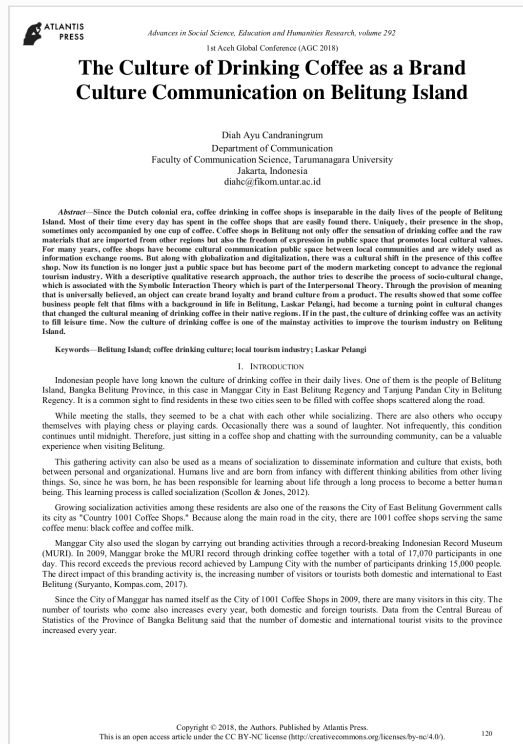 ATLANTIS
PRESS
Advances in Social Science, Education and Humanities Research, volume 292
1st Aceh Global Conference (AGC 2018)
The Culture of Drinking Coffee as a Brand
Culture Communication on Belitung Island
Diah Ayu Candraningrum
Department of Communication
Faculty of Communication Science, Tarumanagara University
Jakarta, Indonesia
diahc@fikom.untar.ac.id
Abstract—Since the Dutch colonial era, coffee drinking in coffee shops is inseparable in the daily lives of the people of Belitung
Island. Most of their time every day has spent in the coffee shops that are easily found there. Uniquely, their presence in the shop,
sometimes only accompanied by one cup of coffee. Coffee shops in Belitung not only offer the sensation of drinking coffee and the raw
materials that are imported from other regions but also the freedom of expression in public space that promotes local cultural values.
For many years, coffee shops have become cultural communication public space between local communities and are widely used as
information exchange rooms. But along with globalization and digitalization, there was a cultural shift in the presence of this coffee
shop. Now its function is no longer just a public space but has become part of the modern marketing concept to advance the regional
tourism industry. With a descriptive qualitative research approach, the author tries to describe the process of socio-cultural change,
which is associated with the Symbolic Interaction Theory which is part of the Interpersonal Theory. Through the provision of meaning
that is universally believed, an object can create brand loyalty and brand culture from a product. The results showed that some coffee
business people felt that films with a background in life in Belitung, Laskar Pelangi, had become a turning point in cultural changes
that changed the cultural meaning of drinking coffee in their native regions. If in the past, the culture of drinking coffee was an activity
to fill leisure time. Now the culture of drinking coffee is one of the mainstay activities to improve the tourism industry on Belitung
Island.
Keywords—Belitung Island; coffee drinking culture; local tourism industry; Laskar Pelangi
I. INTRODUCTION
Indonesian people have long known the culture of drinking coffee in their daily lives. One of them is the people of Belitung
Island, Bangka Belitung Province, in this case in Manggar City in East Belitung Regency and Tanjung Pandan City in Belitung
Regency. It is a common sight to find residents in these two cities seen to be filled with coffee shops scattered along the road.
While meeting the stalls, they seemed to be a chat with each other while socializing. There are also others who occupy
themselves with playing chess or playing cards. Occasionally there was a sound of laughter. Not infrequently, this condition
continues until midnight. Therefore, just sitting in a coffee shop and chatting with the surrounding community, can be a valuable
experience when visiting Belitung.
This gathering activity can also be used as a means of socialization to disseminate information and culture that exists, both
between personal and organizational. Humans live and are born from infancy with different thinking abilities from other living
things. So, since he was born, he has been responsible for learning about life through a long process to become a better human
being. This learning process is called socialization (Scollon & Jones, 2012).
Growing socialization activities among these residents are also one of the reasons the City of East Belitung Government calls
its city as "Country 1001 Coffee Shops." Because along the main road in the city, there are 1001 coffee shops serving the same
coffee menu: black coffee and coffee milk.
Manggar City also used the slogan by carrying out branding activities through a record-breaking Indonesian Record Museum
(MURI). In 2009, Manggar broke the MURI record through drinking coffee together with a total of 17,070 participants in one
day. This record exceeds the previous record achieved by Lampung City with the number of participants drinking 15,000 people.
The direct impact of this branding activity is, the increasing number of visitors or tourists both domestic and international to East
Belitung (Suryanto, Kompas.com, 2017).
Since the City of Manggar has named itself as the City of 1001 Coffee Shops in 2009, there are many visitors in this city. The
number of tourists who come also increases every year, both domestic and foreign tourists. Data from the Central Bureau of
Statistics of the Province of Bangka Belitung said that the number of domestic and international tourist visits to the province
increased every year.
Copyright © 2018, the Authors. Published by Atlantis Press.
This is an open access article under the CC BY-NC license (http://creativecommons.org/licenses/by-nc/4.0/).
120